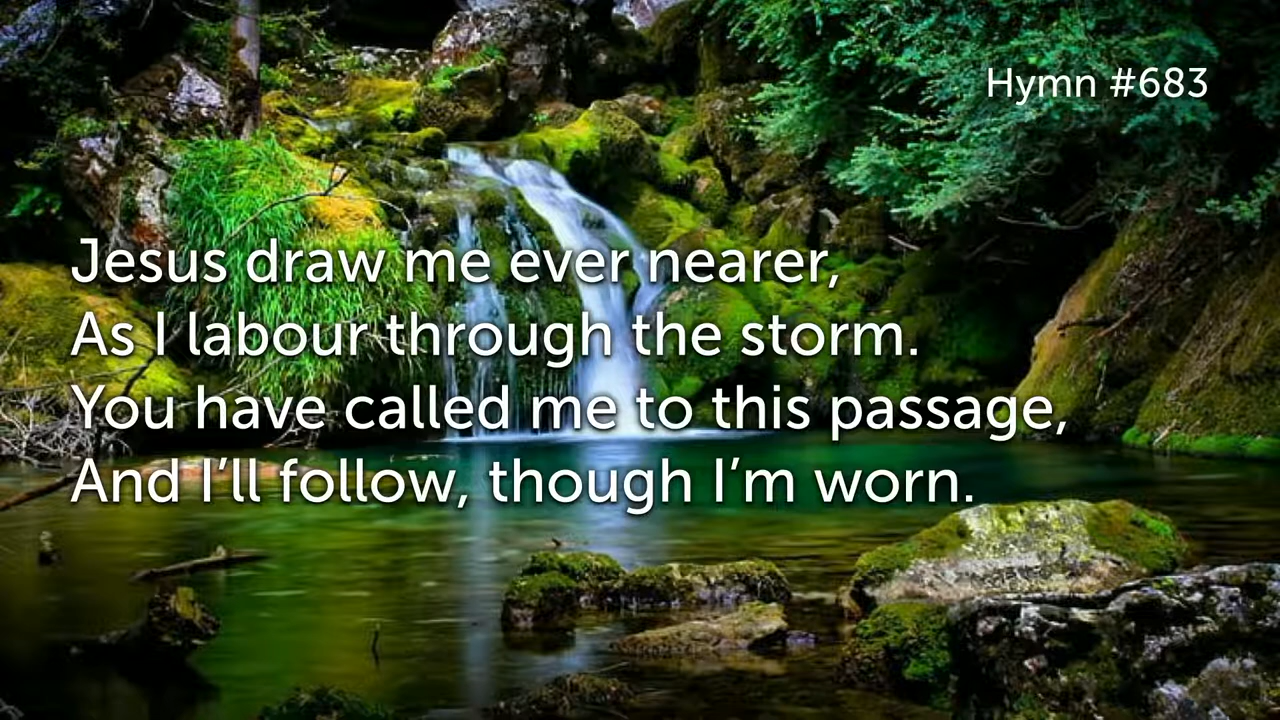 Hymn #683
Jesus draw me ever nearer,
As I labour through the storm.
You have called me to this passage,
And I’ll follow, though I’m worn.